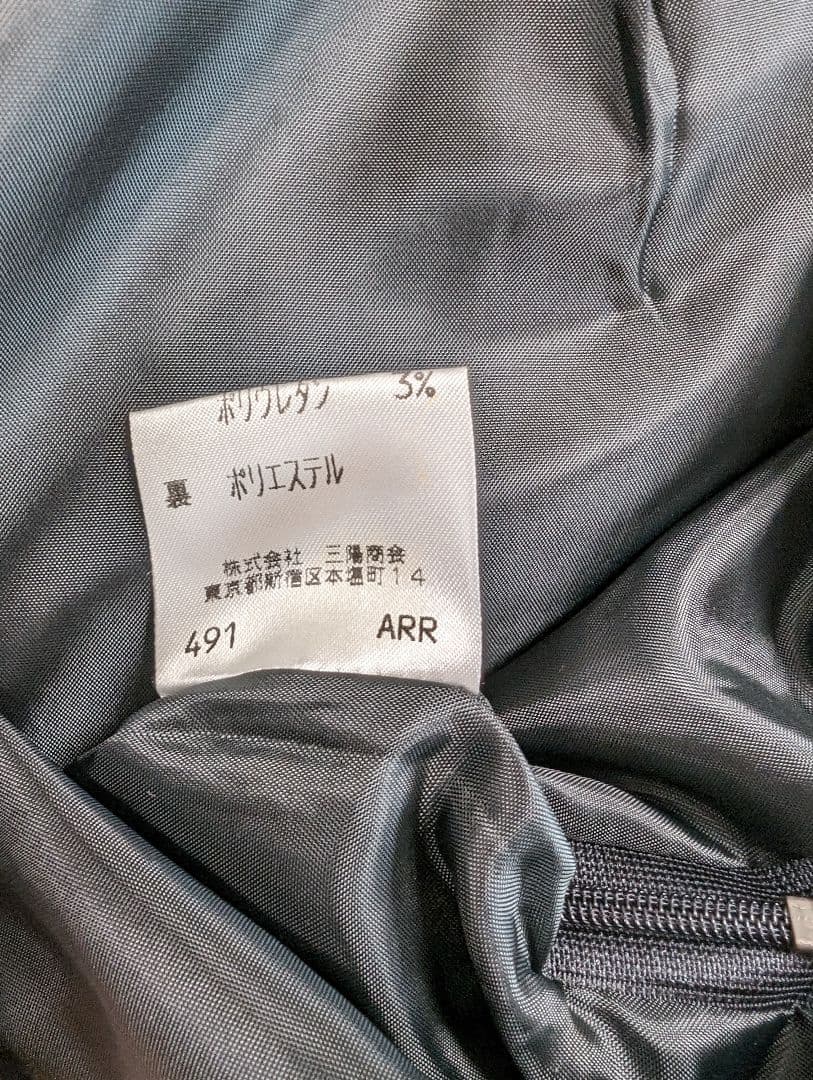 ポリウレタン 3%
裏 ポリエステル
株式会社 三陽商会
東京都新宿区本塩町14
491 ARR